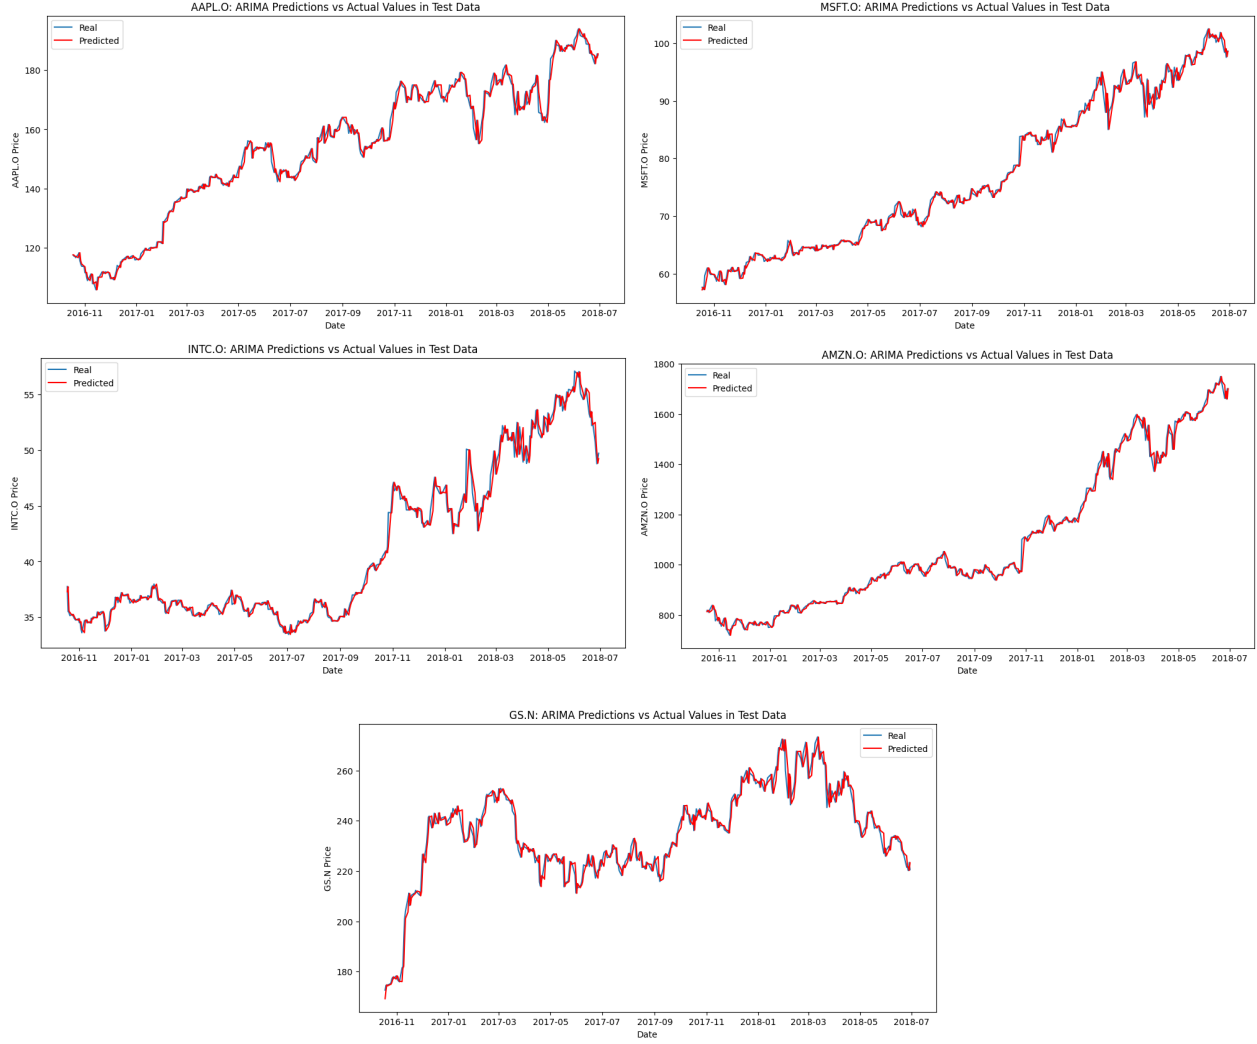 AAPL.O: ARIMA Predictions vs Actual Values in Test Data
Real
Predicted
180
160
140
120
AAPL.O Price
2016-11 2017-01 2017-03 2017-05 2017-07 2017-09 2017-11 2018-01 2018-03 2018-05 2018-07
Date
MSFT.O: ARIMA Predictions vs Actual Values in Test Data
Real
Predicted
100
90
80
70
60
MSFT.O Price
2016-11 2017-01 2017-03 2017-05 2017-07 2017-09 2017-11 2018-01 2018-03 2018-05 2018-07
Date
INTC.O: ARIMA Predictions vs Actual Values in Test Data
Real
Predicted
55
50
45
40
35
INTC.O Price
2016-11 2017-01 2017-03 2017-05 2017-07 2017-09 2017-11 2018-01 2018-03 2018-05 2018-07
Date
AMZN.O: ARIMA Predictions vs Actual Values in Test Data
Real
Predicted
1800
1600
1400
1200
1000
800
AMZN.O Price
2016-11 2017-01 2017-03 2017-05 2017-07 2017-09 2017-11 2018-01 2018-03 2018-05 2018-07
Date
GS.N: ARIMA Predictions vs Actual Values in Test Data
Real
Predicted
260
240
220
200
180
GS.N Price
2016-11 2017-01 2017-03 2017-05 2017-07 2017-09 2017-11 2018-01 2018-03 2018-05 2018-07
Date